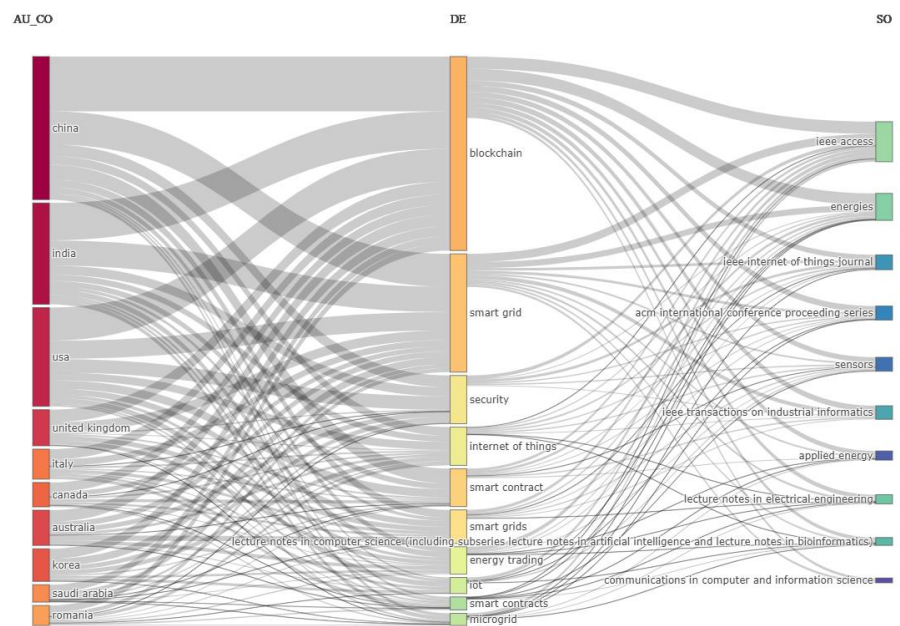 AU_CO
DE
SO
china
india
usa
united kingdom
italy
canada
australia
korea
saudi arabia
romania
blockchain
smart grid
security
internet of things
smart contract
smart grids
energy trading
iot
smart contracts
microgrid
ieee access
energies
ieee internet of things journal
acm international conference proceeding series
sensors
ieee transactions on industrial informatics
applied energy
lecture notes in electrical engineering
lecture notes in computer science (including subseries lecture notes in artificial intelligence and lecture notes in bioinformatics)
communications in computer and information science